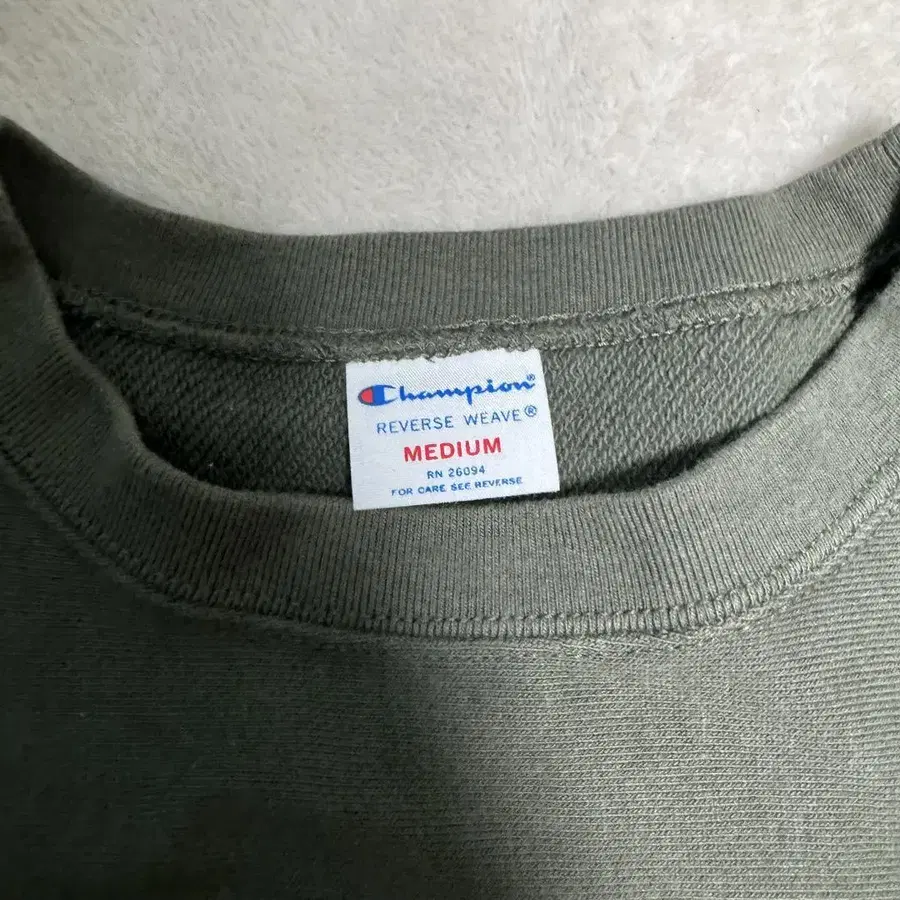 Champion®
REVERSE WEAVE®
MEDIUM
RN 26094
FOR CARE SEE REVERSE